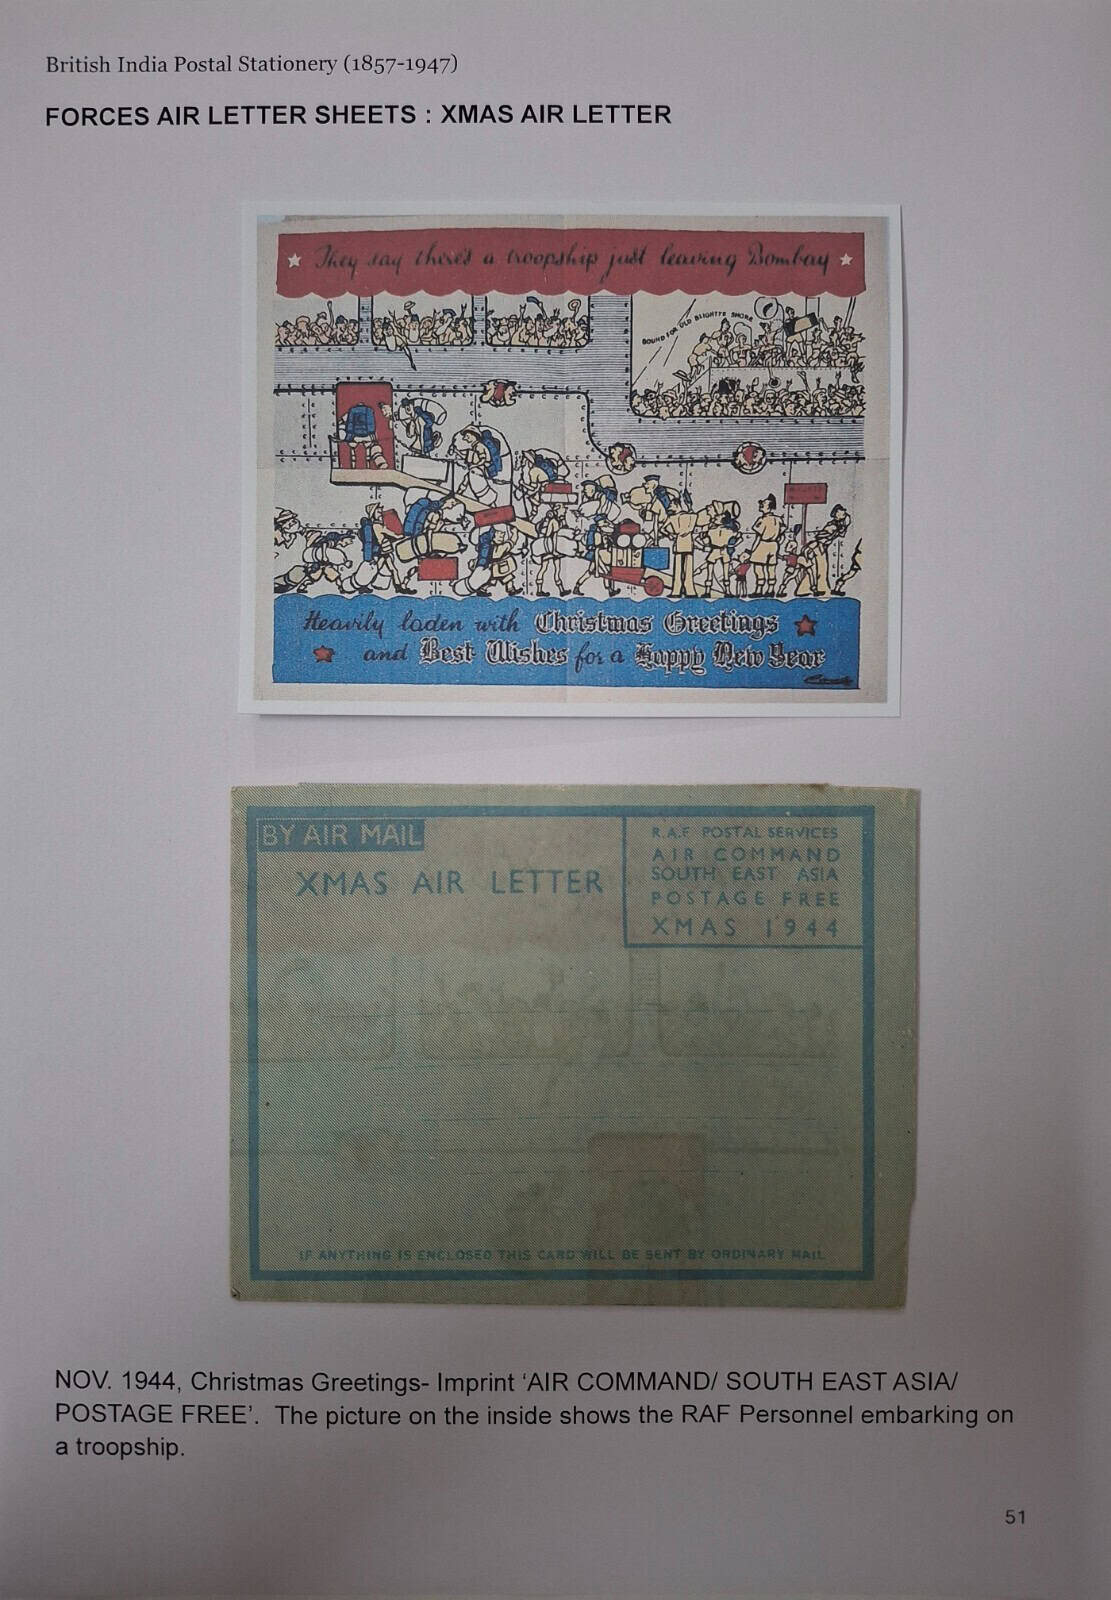 British India Postal Stationery (1857-1947)
FORCES AIR LETTER SHEETS : XMAS AIR LETTER
They say there's a troopship just leaving Bombay
BOUND FOR OLD BLIGHTY'S SHORE
Heavily laden with Christmas Greetings
and Best Wishes for a Happy New Year
BY AIR MAIL
XMAS AIR LETTER
R.A.F POSTAL SERVICES
AIR COMMAND
SOUTH EAST ASIA
POSTAGE FREE
XMAS 1944
IF ANYTHING IS ENCLOSED THIS CARD WILL BE SENT BY ORDINARY MAIL
NOV. 1944, Christmas Greetings- Imprint 'AIR COMMAND/ SOUTH EAST ASIA/
POSTAGE FREE'. The picture on the inside shows the RAF Personnel embarking on
a troopship.
51